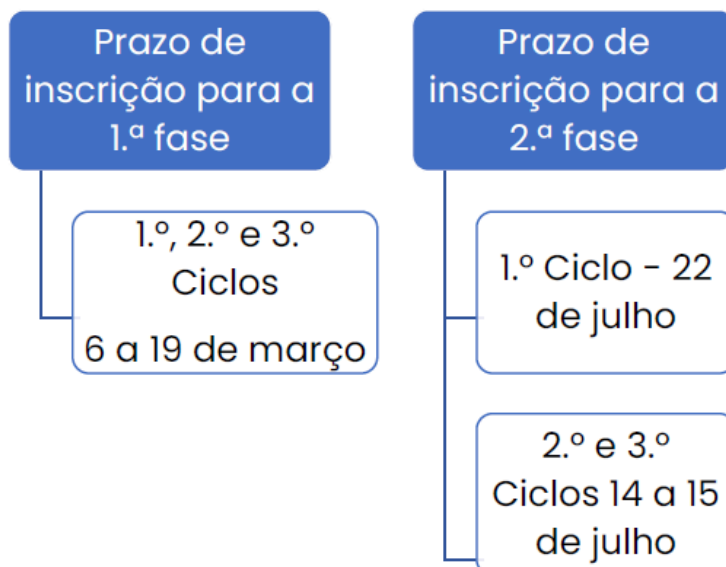 Prazo de
inscrição para a
1.ª fase
1.º, 2.º e 3.º
Ciclos
6 a 19 de março
Prazo de
inscrição para a
2.ª fase
1.º Ciclo - 22
de julho
2.º e 3.º
Ciclos 14 a 15
de julho